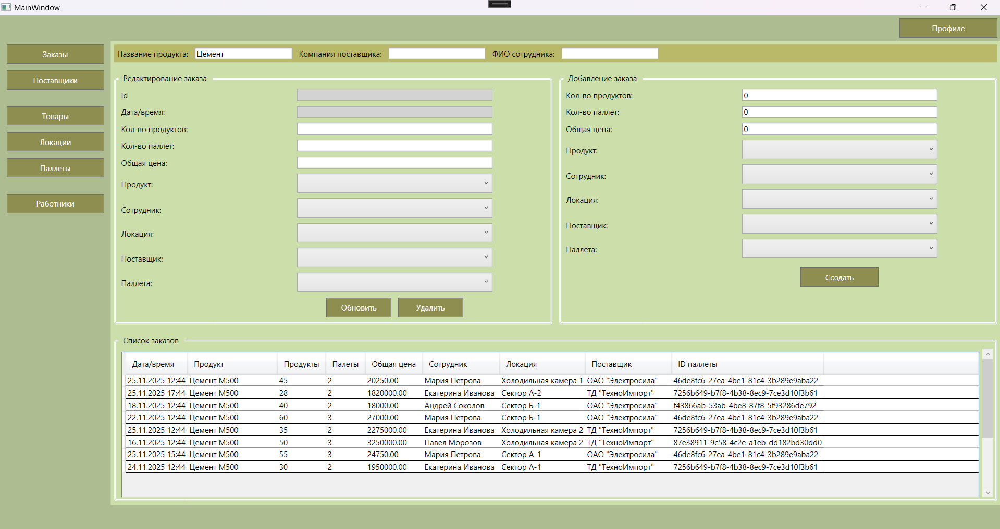 MainWindow
Профиле
Заказы
Поставщики
Товары
Локации
Паллеты
Работники
Название продукта: Цемент Компания поставщика: ФИО сотрудника:
Редактирование заказа
Id
Дата/время:
Кол-во продуктов:
Кол-во паллет:
Общая цена:
Продукт:
Сотрудник:
Локация:
Поставщик:
Паллета:
Обновить Удалить
Добавление заказа
Кол-во продуктов: 0
Кол-во паллет: 0
Общая цена: 0
Продукт:
Сотрудник:
Локация:
Поставщик:
Паллета:
Создать
Список заказов
Дата/время Продукт Продукты Палеты Общая цена Сотрудник Локация Поставщик ID паллеты
25.11.2025 12:44 Цемент М500 45 2 20250.00 Мария Петрова Холодильная камера 1 ОАО "Электросила" 46de8fc6-27ea-4be1-81c4-3b289e9aba22
25.11.2025 17:44 Цемент М500 28 2 1820000.00 Екатерина Иванова Сектор А-2 ТД "ТехноИмпорт" 7256b649-b7f8-4b38-8ec9-7ce3d10f3b61
18.11.2025 12:44 Цемент М500 40 2 18000.00 Андрей Соколов Сектор Б-1 ОАО "Электросила" f43866ab-53ab-4be8-87f8-5f93286de792
22.11.2025 12:44 Цемент М500 60 3 27000.00 Мария Петрова Сектор Б-1 ОАО "Электросила" 46de8fc6-27ea-4be1-81c4-3b289e9aba22
25.11.2025 12:44 Цемент М500 35 2 2275000.00 Екатерина Иванова Холодильная камера 2 ТД "ТехноИмпорт" 7256b649-b7f8-4b38-8ec9-7ce3d10f3b61
16.11.2025 12:44 Цемент М500 50 3 3250000.00 Павел Морозов Холодильная камера 2 ТД "ТехноИмпорт" 87e38911-9c58-4c2e-a1eb-dd182bd30dd0
25.11.2025 15:44 Цемент М500 55 3 24750.00 Мария Петрова Сектор А-1 ОАО "Электросила" 46de8fc6-27ea-4be1-81c4-3b289e9aba22
24.11.2025 12:44 Цемент М500 30 2 1950000.00 Екатерина Иванова Сектор А-1 ТД "ТехноИмпорт" 7256b649-b7f8-4b38-8ec9-7ce3d10f3b61